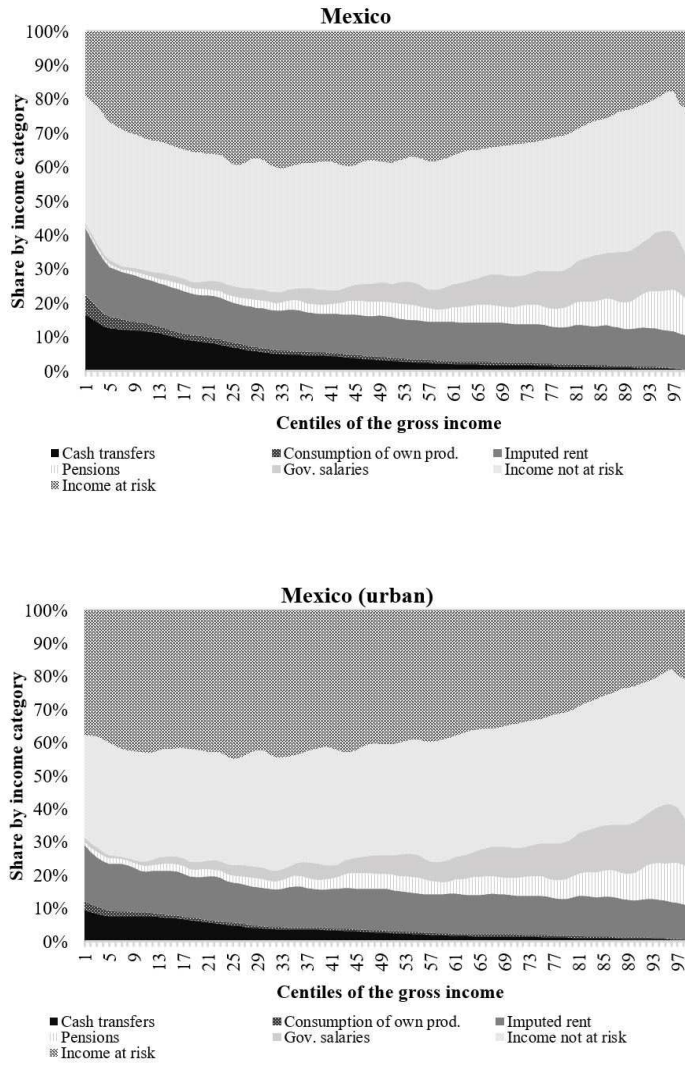 Mexico
100%
90%
80%
70%
60%
50%
40%
30%
20%
10%
0%
Share by income category
1 5 9 13 17 21 25 29 33 37 41 45 49 53 57 61 65 69 73 77 81 85 89 93 97
Centiles of the gross income
Cash transfers Consumption of own prod. Imputed rent
Pensions Gov. salaries Income not at risk
Income at risk
Mexico (urban)
100%
90%
80%
70%
60%
50%
40%
30%
20%
10%
0%
Share by income category
1 5 9 13 17 21 25 29 33 37 41 45 49 53 57 61 65 69 73 77 81 85 89 93 97
Centiles of the gross income
Cash transfers Consumption of own prod. Imputed rent
Pensions Gov. salaries Income not at risk
Income at risk